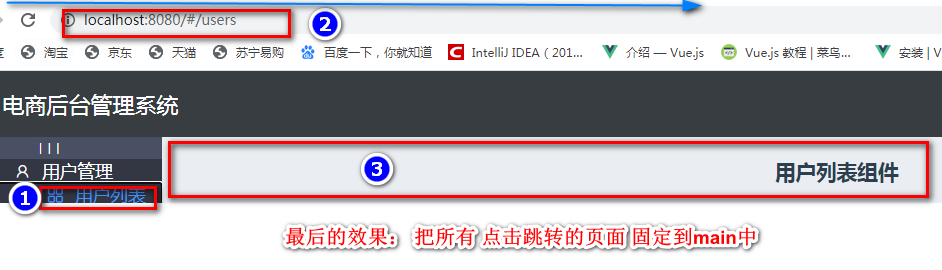 localhost:8080/#/users
2
淘宝 京东 天猫 苏宁易购 百度一下，你就知道 IntelliJ IDEA（201... 介绍 — Vue.js Vue.js 教程 | 菜鸟... 安装 | V
电商后台管理系统
|||
用户管理
3
用户列表组件
1
用户列表
最后的效果： 把所有 点击跳转的页面 固定到main中